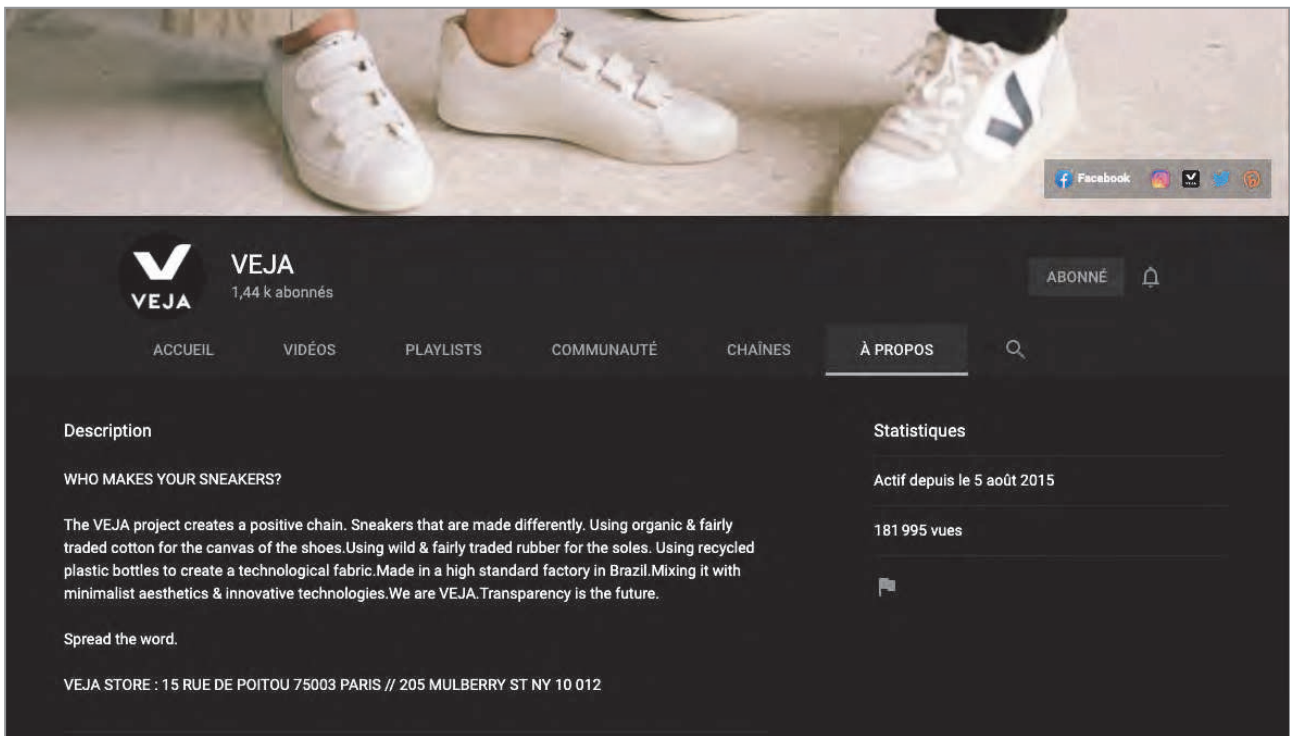 Facebook
VEJA
VEJA
1,44 k abonnés
ABONNÉ
ACCUEIL
VIDÉOS
PLAYLISTS
COMMUNAUTÉ
CHAÎNES
À PROPOS
Description
WHO MAKES YOUR SNEAKERS?
The VEJA project creates a positive chain. Sneakers that are made differently. Using organic & fairly
traded cotton for the canvas of the shoes.Using wild & fairly traded rubber for the soles. Using recycled
plastic bottles to create a technological fabric.Made in a high standard factory in Brazil.Mixing it with
minimalist aesthetics & innovative technologies.We are VEJA.Transparency is the future.
Spread the word.
VEJA STORE : 15 RUE DE POITOU 75003 PARIS // 205 MULBERRY ST NY 10 012
Statistiques
Actif depuis le 5 août 2015
181 995 vues